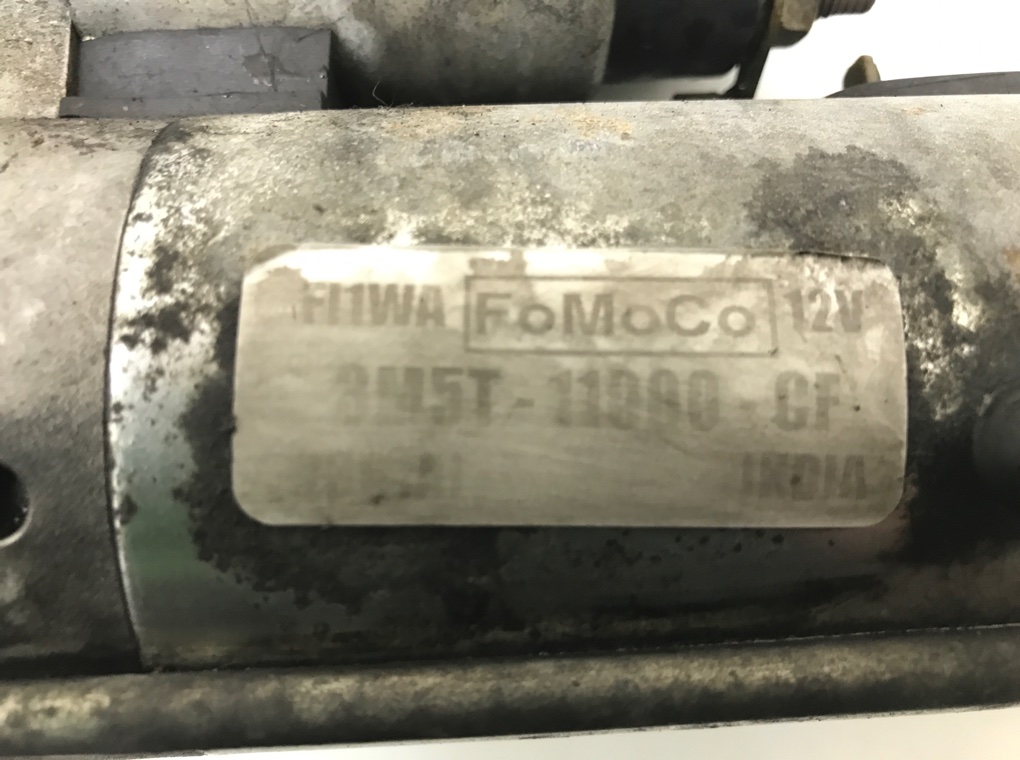 FI1WA FoMoCo 12V
3M5T-11000-CF
INDIA